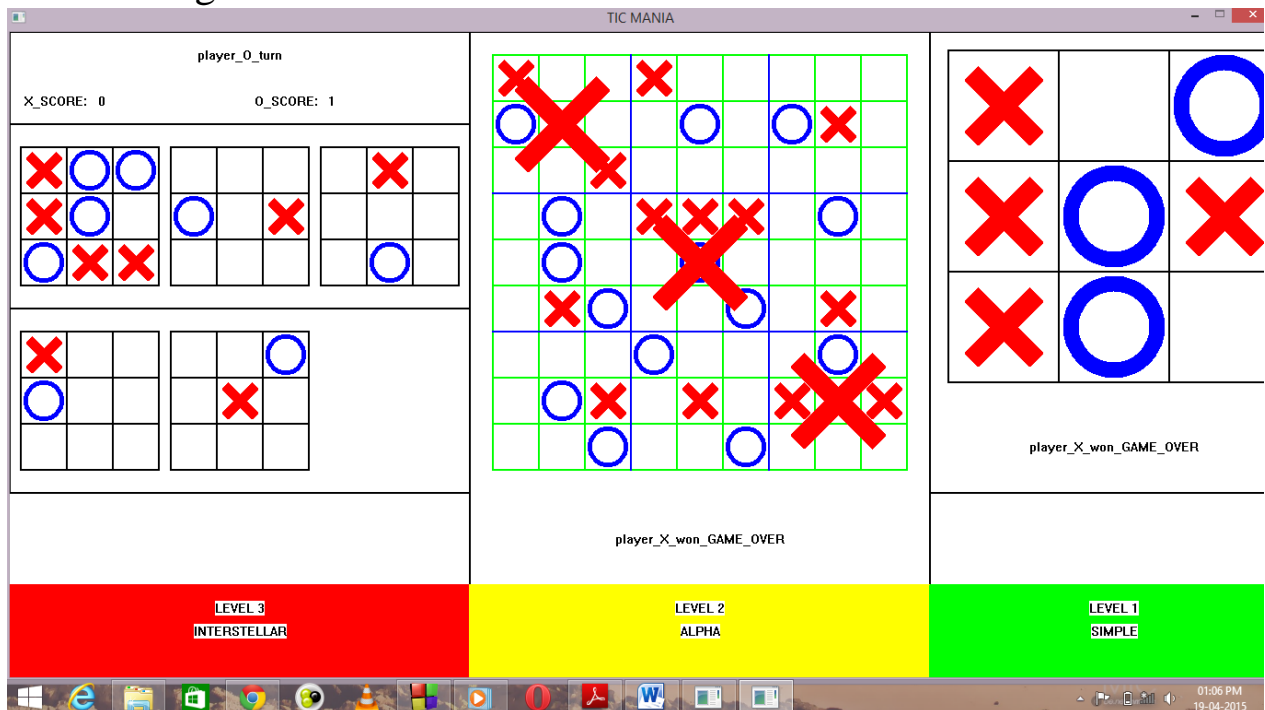 TIC MANIA
player_O_turn
X_SCORE: 0 O_SCORE: 1
player_X_won_GAME_OVER
player_X_won_GAME_OVER
LEVEL 3
INTERSTELLAR
LEVEL 2
ALPHA
LEVEL 1
SIMPLE
01:06 PM
19-04-2015